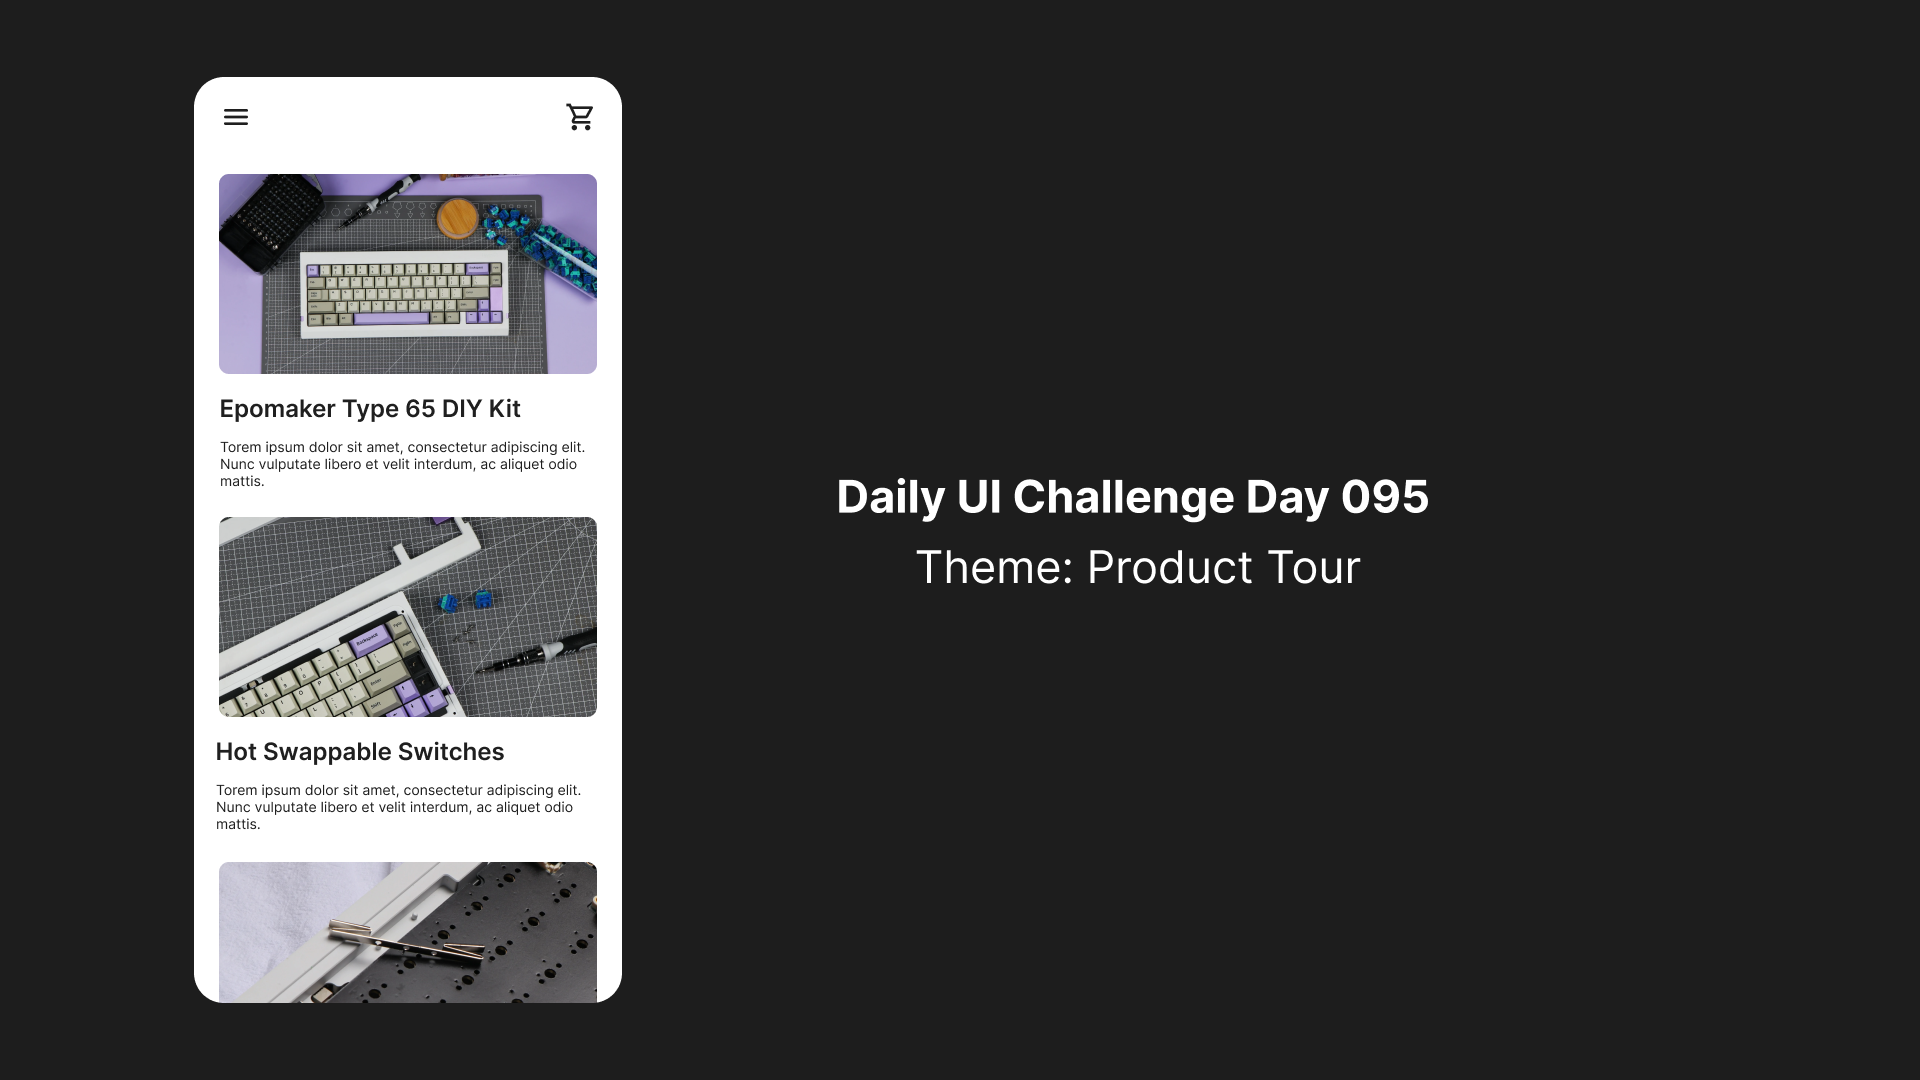 Epomaker Type 65 DIY Kit
Torem ipsum dolor sit amet, consectetur adipiscing elit.
Nunc vulputate libero et velit interdum, ac aliquet odio
mattis.
Backspace
Hot Swappable Switches
Torem ipsum dolor sit amet, consectetur adipiscing elit.
Nunc vulputate libero et velit interdum, ac aliquet odio
mattis.
Daily UI Challenge Day 095
Theme: Product Tour